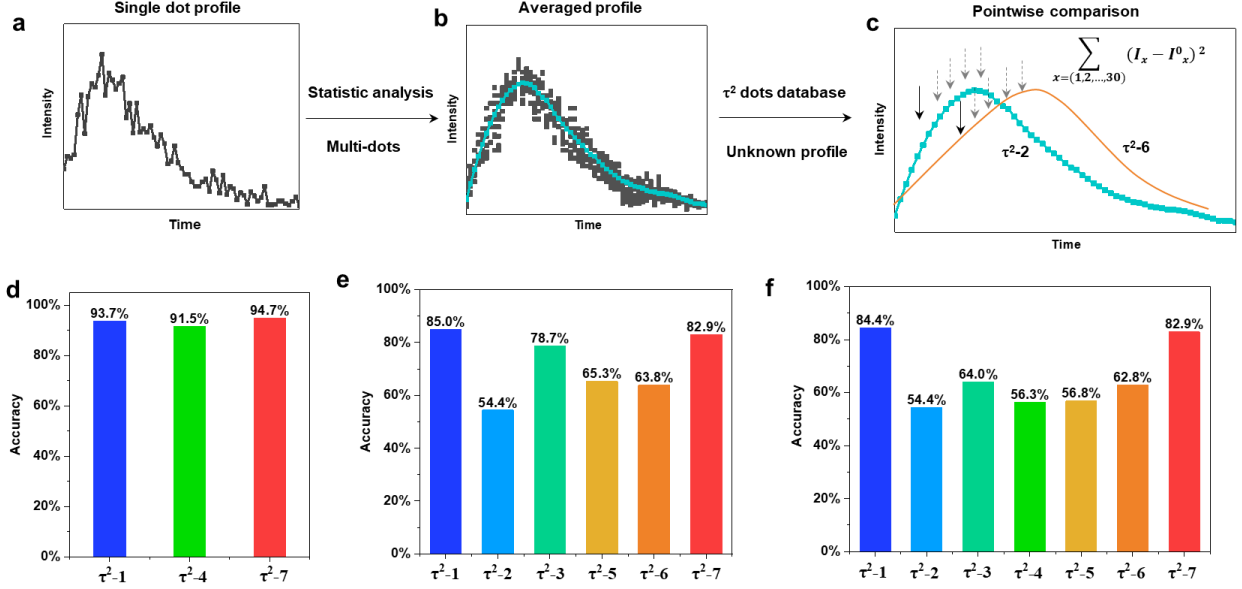 a
Single dot profile
Intensity
Time
Statistic analysis
Multi-dots
b
Averaged profile
Intensity
Time
τ² dots database
Unknown profile
c
Pointwise comparison
∑ x=(1,2,...,30) (Iₓ − I⁰ₓ)²
τ²-2
τ²-6
Intensity
Time
d
Accuracy
100%
80%
60%
40%
20%
0%
93.7%
91.5%
94.7%
τ²-1 τ²-4 τ²-7
e
Accuracy
100%
80%
60%
40%
20%
0%
85.0%
54.4%
78.7%
65.3%
63.8%
82.9%
τ²-1 τ²-2 τ²-3 τ²-5 τ²-6 τ²-7
f
Accuracy
100%
80%
60%
40%
20%
0%
84.4%
54.4%
64.0%
56.3%
56.8%
62.8%
82.9%
τ²-1 τ²-2 τ²-3 τ²-4 τ²-5 τ²-6 τ²-7